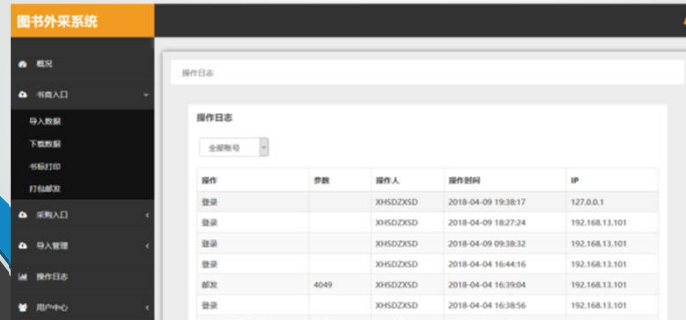 图书外采系统
概况
书商入口
导入数据
下载数据
书标打印
打包邮发
采购入口
导入管理
操作日志
用户中心
操作日志
操作日志
全部账号
操作 参数 操作人 操作时间 IP
登录 XHSDZXSD 2018-04-09 19:38:17 127.0.0.1
登录 XHSDZXSD 2018-04-09 18:27:24 192.168.13.101
登录 XHSDZXSD 2018-04-09 09:38:32 192.168.13.101
登录 XHSDZXSD 2018-04-04 16:44:16 192.168.13.101
邮发 4049 XHSDZXSD 2018-04-04 16:39:04 192.168.13.101
登录 XHSDZXSD 2018-04-04 16:38:56 192.168.13.101